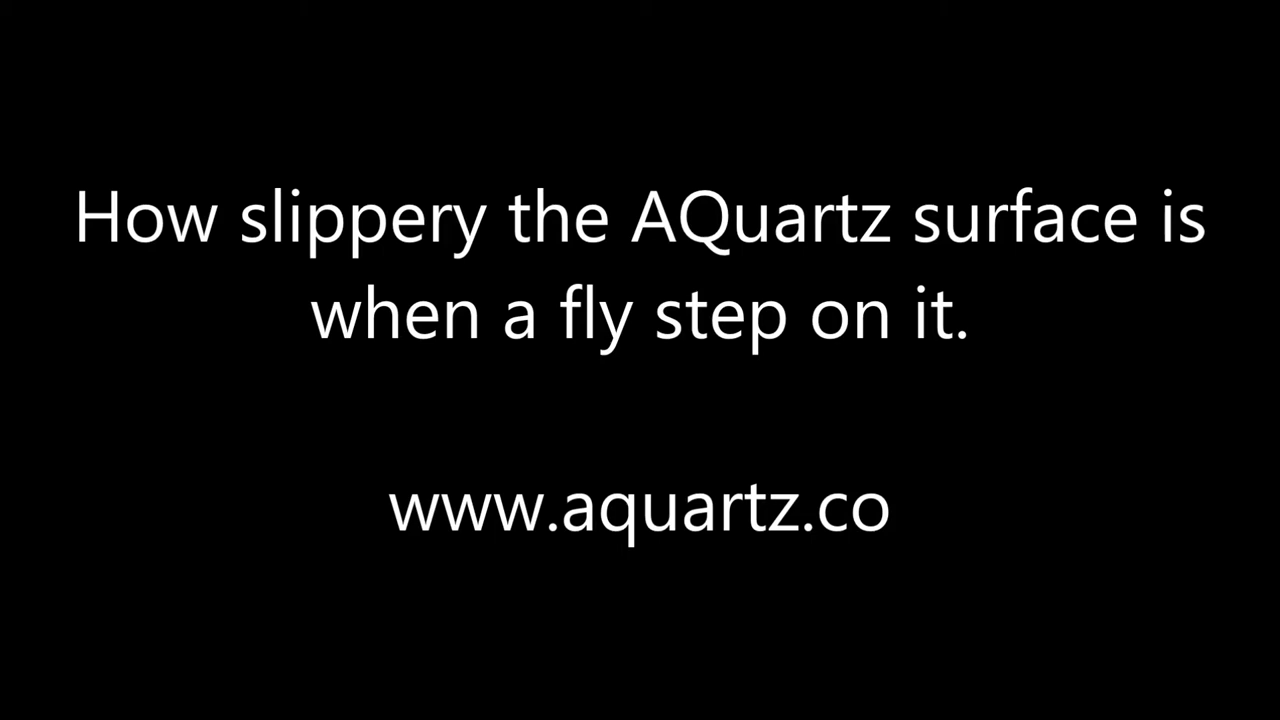 How slippery the AQuartz surface is
when a fly step on it.
www.aquartz.co